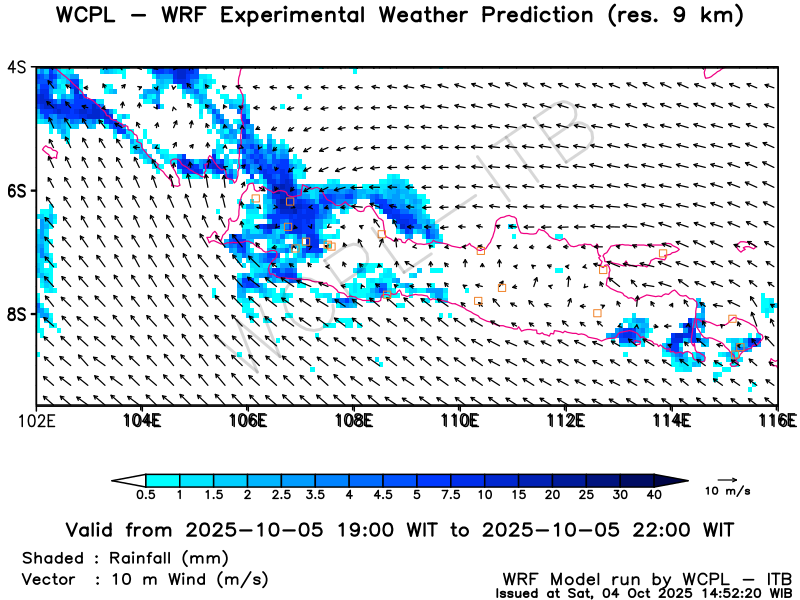 WCPL – WRF Experimental Weather Prediction (res. 9 km)
4S
6S
8S
WCPL-ITB
102E 104E 106E 108E 110E 112E 114E 116E
0.5 1 1.5 2 2.5 3.5 4 4.5 5 7.5 10 15 20 25 30 40
10 m/s
Valid from 2025-10-05 19:00 WIT to 2025-10-05 22:00 WIT
Shaded : Rainfall (mm)
Vector : 10 m Wind (m/s)
WRF Model run by WCPL – ITB
Issued at Sat, 04 Oct 2025 14:52:20 WIB